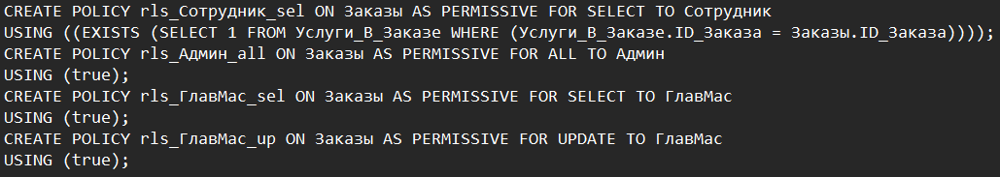 CREATE POLICY rls_Сотрудник_sel ON Заказы AS PERMISSIVE FOR SELECT TO Сотрудник
USING ((EXISTS (SELECT 1 FROM Услуги_В_Заказе WHERE (Услуги_В_Заказе.ID_Заказа = Заказы.ID_Заказа))));
CREATE POLICY rls_Админ_all ON Заказы AS PERMISSIVE FOR ALL TO Админ
USING (true);
CREATE POLICY rls_ГлавМас_sel ON Заказы AS PERMISSIVE FOR SELECT TO ГлавМас
USING (true);
CREATE POLICY rls_ГлавМас_up ON Заказы AS PERMISSIVE FOR UPDATE TO ГлавМас
USING (true);